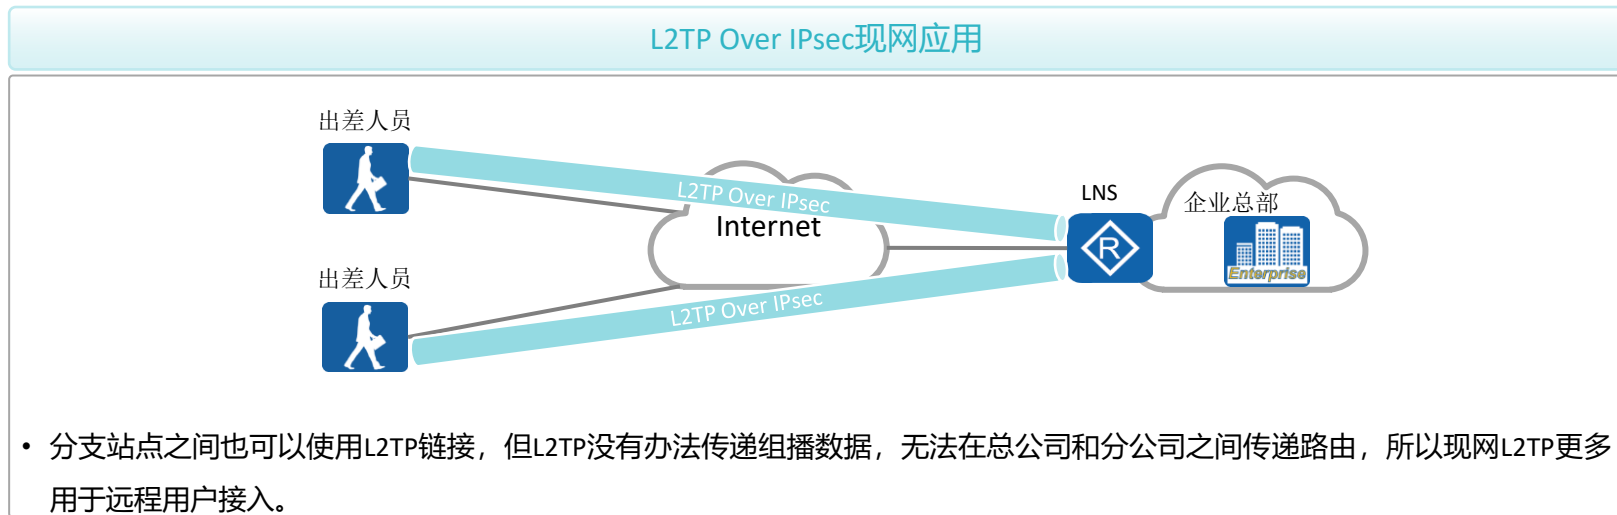 L2TP Over IPsec现网应用
出差人员
L2TP Over IPsec
Internet
LNS
企业总部
Enterprise
R
出差人员
L2TP Over IPsec
• 分支站点之间也可以使用L2TP链接，但L2TP没有办法传递组播数据，无法在总公司和分公司之间传递路由，所以现网L2TP更多
用于远程用户接入。